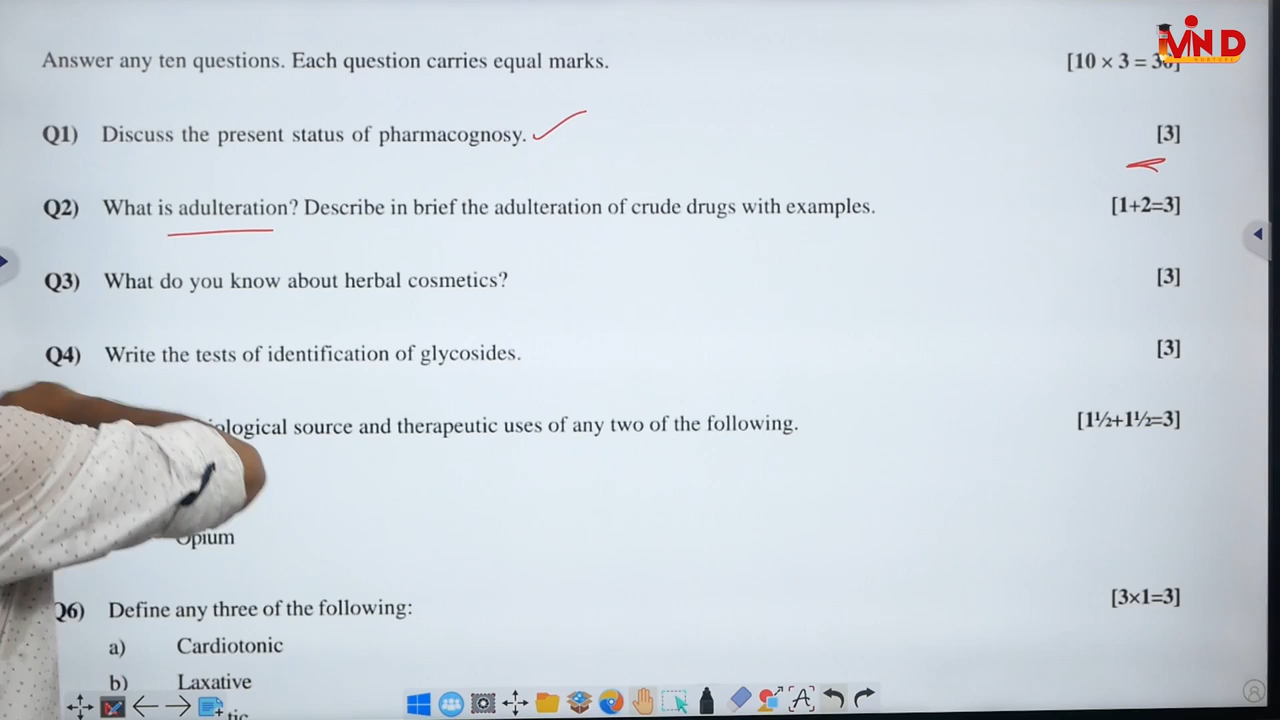 MIND
NURTURE
Answer any ten questions. Each question carries equal marks. [10 × 3 = 30]
Q1) Discuss the present status of pharmacognosy. [3]
Q2) What is adulteration? Describe in brief the adulteration of crude drugs with examples. [1+2=3]
Q3) What do you know about herbal cosmetics? [3]
Q4) Write the tests of identification of glycosides. [3]
ological source and therapeutic uses of any two of the following. [1½+1½=3]
Opium
Q6) Define any three of the following: [3×1=3]
a) Cardiotonic
b) Laxative
tic